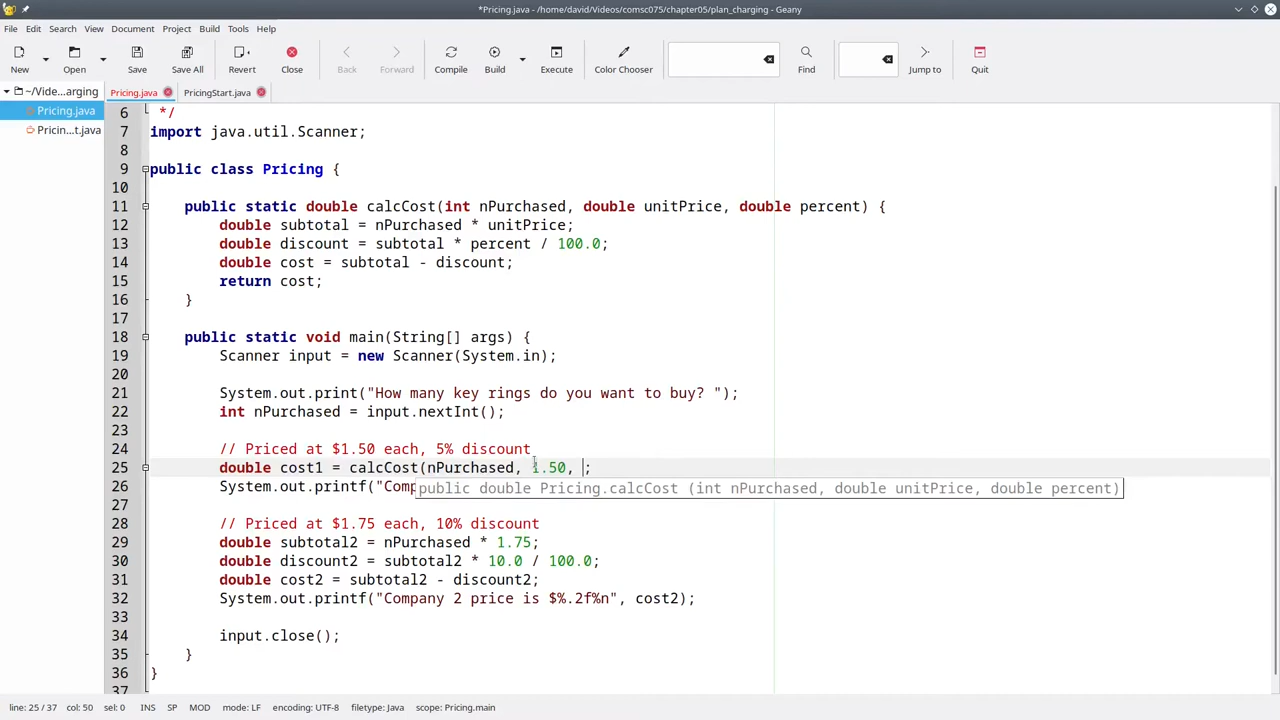 *Pricing.java - /home/david/Videos/comsc075/chapter05/plan_charging - Geany
File Edit Search View Document Project Build Tools Help
New Open Save Save All Revert Close Back Forward Compile Build Execute Color Chooser Find Jump to Quit
~/Vide...arging
Pricing.java
Pricin...t.java
Pricing.java PricingStart.java
6 */
7 import java.util.Scanner;
8
9 public class Pricing {
10
11 public static double calcCost(int nPurchased, double unitPrice, double percent) {
12 double subtotal = nPurchased * unitPrice;
13 double discount = subtotal * percent / 100.0;
14 double cost = subtotal - discount;
15 return cost;
16 }
17
18 public static void main(String[] args) {
19 Scanner input = new Scanner(System.in);
20
21 System.out.print("How many key rings do you want to buy? ");
22 int nPurchased = input.nextInt();
23
24 // Priced at $1.50 each, 5% discount
25 double cost1 = calcCost(nPurchased, 1.50, ;
26 System.out.printf("Comp
public double Pricing.calcCost (int nPurchased, double unitPrice, double percent)
27
28 // Priced at $1.75 each, 10% discount
29 double subtotal2 = nPurchased * 1.75;
30 double discount2 = subtotal2 * 10.0 / 100.0;
31 double cost2 = subtotal2 - discount2;
32 System.out.printf("Company 2 price is $%.2f%n", cost2);
33
34 input.close();
35 }
36 }
37
line: 25 / 37 col: 50 sel: 0 INS SP MOD mode: LF encoding: UTF-8 filetype: Java scope: Pricing.main